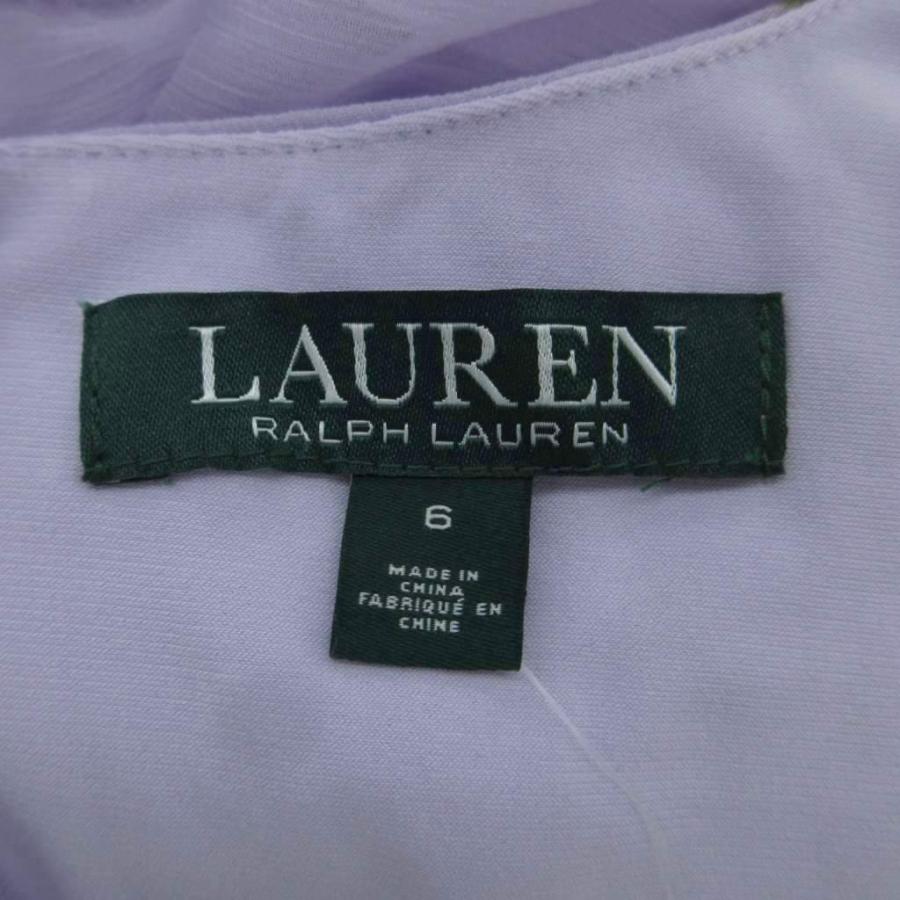 LAUREN
RALPH LAUREN
6
MADE IN
CHINA
FABRIQUÉ EN
CHINE